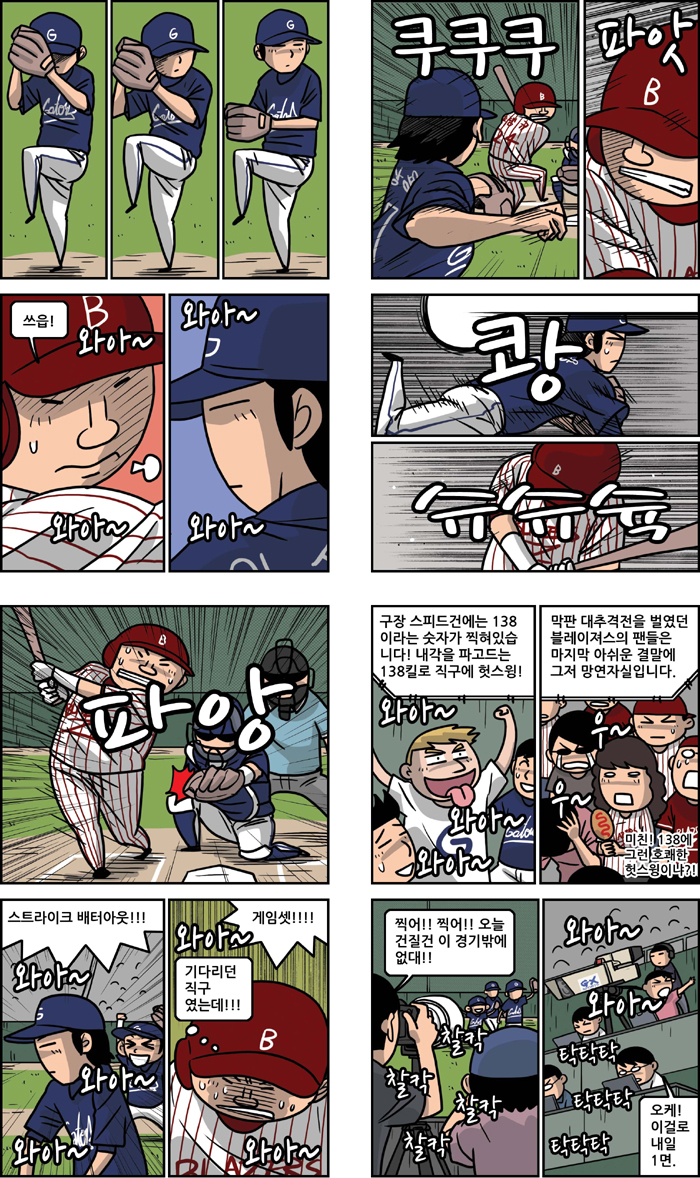 G
G
G
Gators
Gators
쿠쿠쿠
24
G
파앗
B
쓰읍!
B
와아~
와아~
와아~
와아~
쾅
B
슈슈슉
B
파앙
구장 스피드건에는 138
이라는 숫자가 찍혀있습
니다! 내각을 파고드는
138킬로 직구에 헛스윙!
와아~
와아~
와아~
G
Gators
막판 대추격전을 벌였던
블레이져스의 팬들은
마지막 아쉬운 결말에
그저 망연자실입니다.
우~
우~
미친! 138에
그런 호쾌한
헛스윙이냐?!
스트라이크 배터아웃!!!
와아~
G
와아~
와아~
게임셋!!!!
와아~
기다리던
직구
였는데!!!
B
와아~
BLAZERS
찍어!! 찍어!! 오늘
건질건 이 경기밖에
없대!!
찰칵
찰칵
찰칵
찰칵
와아~
와아~
탁탁탁
탁탁탁
탁탁탁
오케!
이걸로
내일
1면.